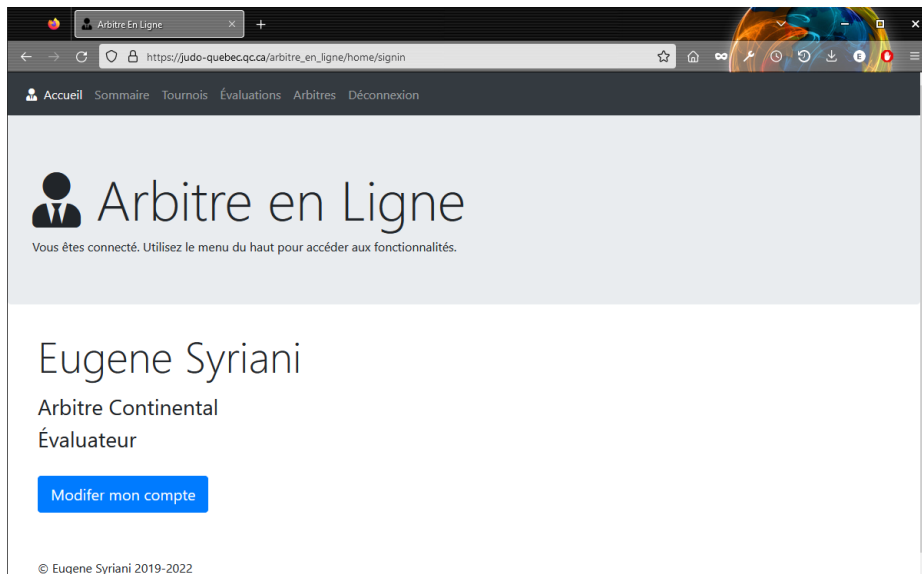 Arbitre En Ligne
https://judo-quebec.qc.ca/arbitre_en_ligne/home/signin
E
Accueil Sommaire Tournois Évaluations Arbitres Déconnexion
Arbitre en Ligne
Vous êtes connecté. Utilisez le menu du haut pour accéder aux fonctionnalités.
Eugene Syriani
Arbitre Continental
Évaluateur
Modifer mon compte
© Eugene Syriani 2019-2022